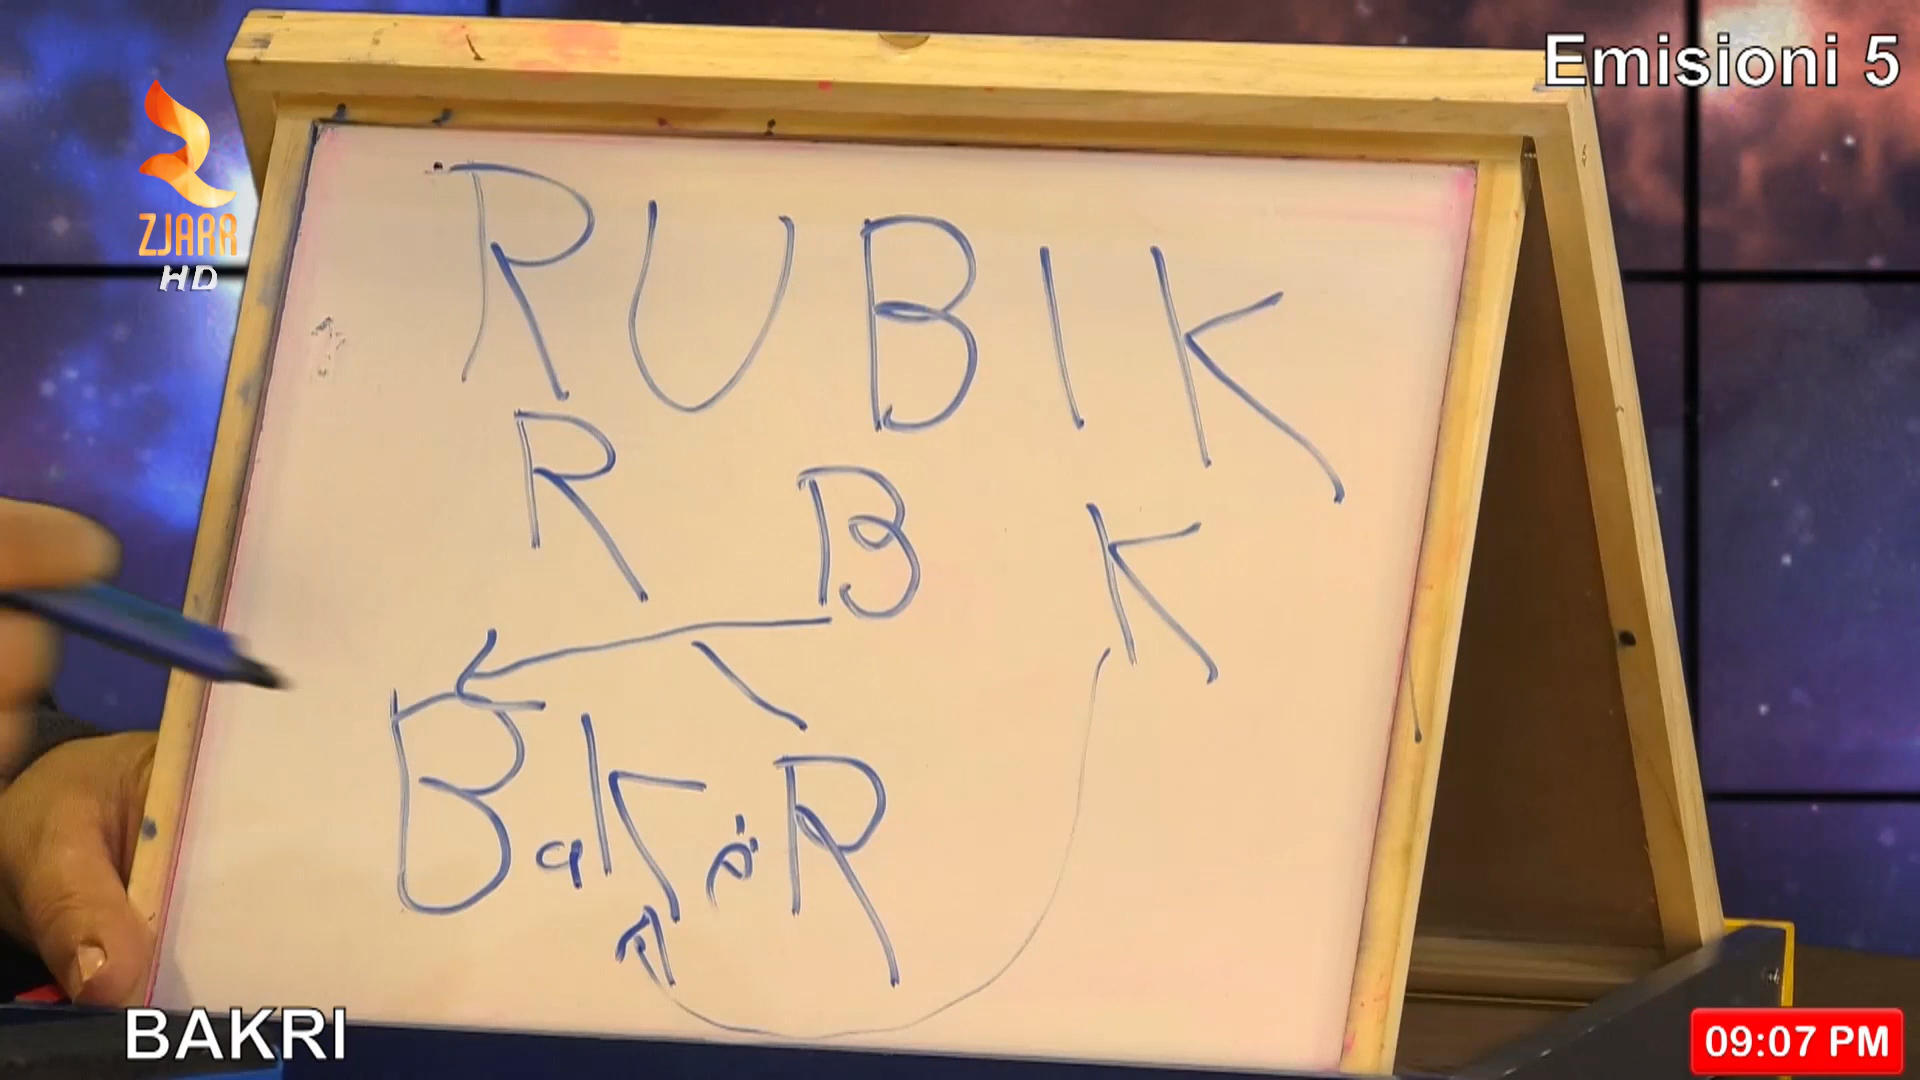 Emisioni 5
ZJARR
HD
RUBIK
R B K
BaKëR
BAKRI
09:07 PM